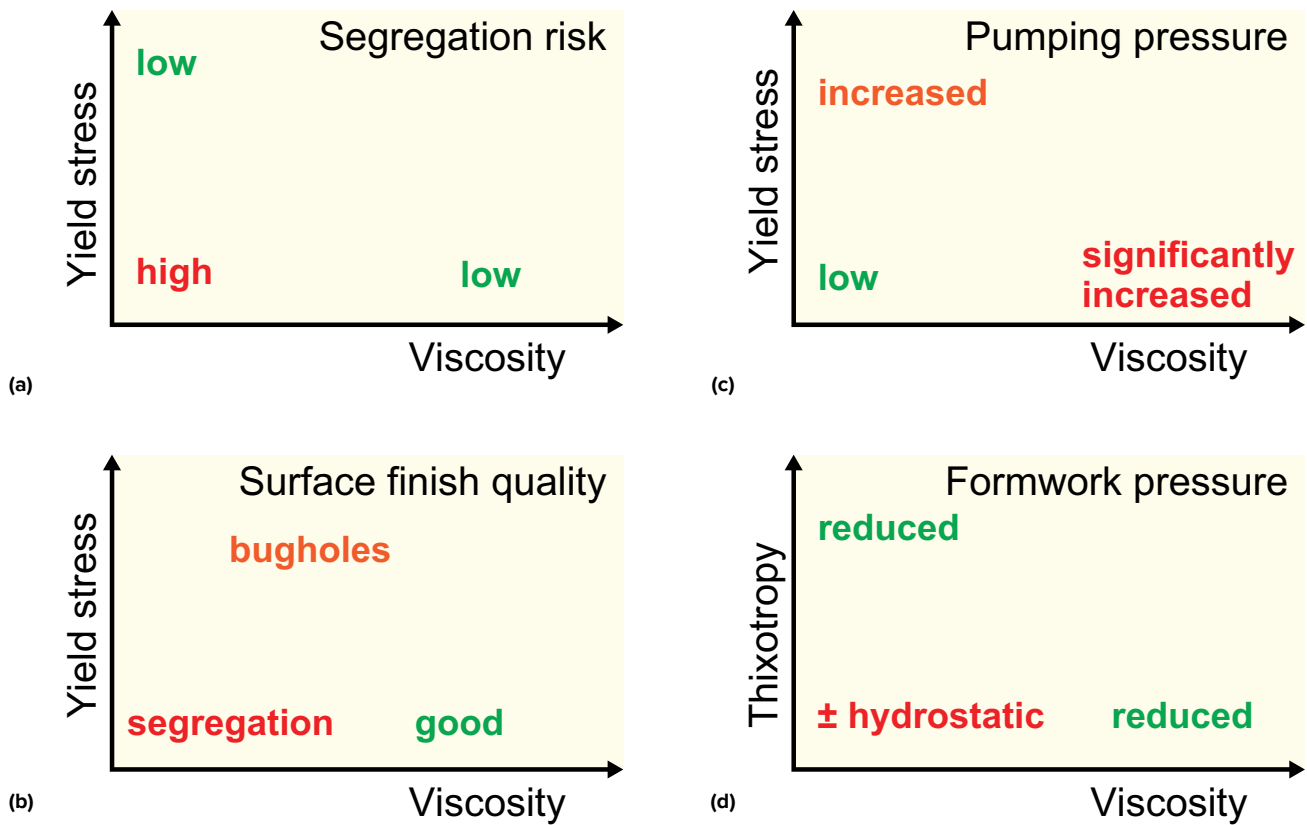 Segregation risk
low
high
low
Yield stress
Viscosity
(a)
Surface finish quality
bugholes
segregation
good
Yield stress
Viscosity
(b)
Pumping pressure
increased
low
significantly
increased
Yield stress
Viscosity
(c)
Formwork pressure
reduced
± hydrostatic
reduced
Thixotropy
Viscosity
(d)